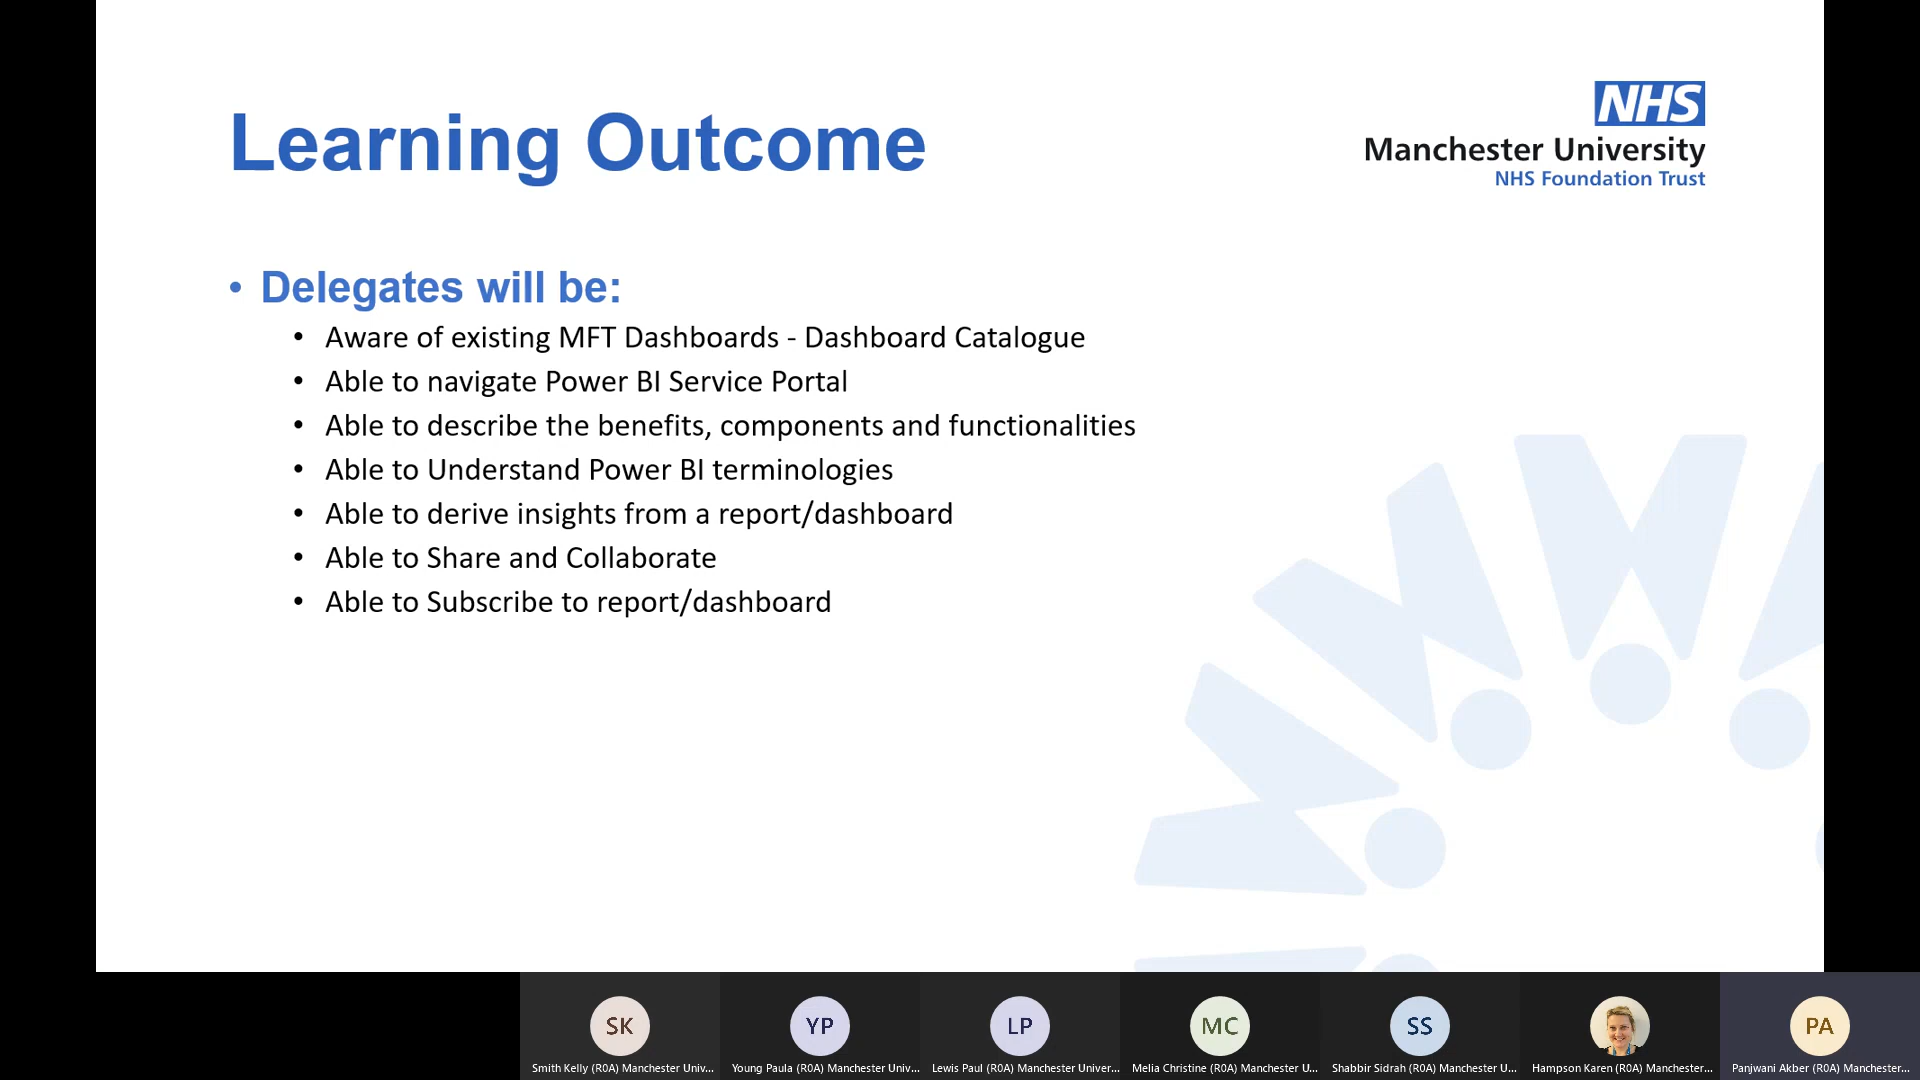 Learning Outcome
NHS
Manchester University
NHS Foundation Trust
• Delegates will be:
• Aware of existing MFT Dashboards - Dashboard Catalogue
• Able to navigate Power BI Service Portal
• Able to describe the benefits, components and functionalities
• Able to Understand Power BI terminologies
• Able to derive insights from a report/dashboard
• Able to Share and Collaborate
• Able to Subscribe to report/dashboard
SK
YP
LP
MC
SS
PA
Smith Kelly (R0A) Manchester Univ...
Young Paula (R0A) Manchester Univ...
Lewis Paul (R0A) Manchester Univer...
Melia Christine (R0A) Manchester U...
Shabbir Sidrah (R0A) Manchester U...
Hampson Karen (R0A) Manchester...
Panjwani Akber (R0A) Manchester...